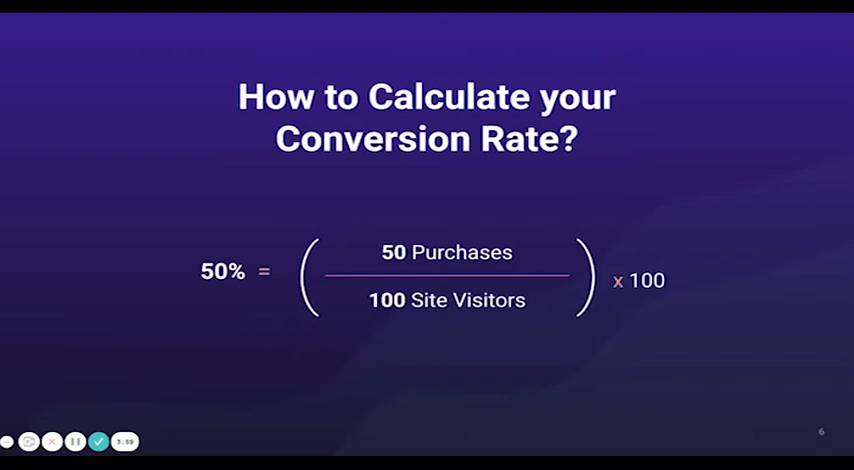 How to Calculate your
Conversion Rate?
50% = ( 50 Purchases
100 Site Visitors ) x 100
6
3:59